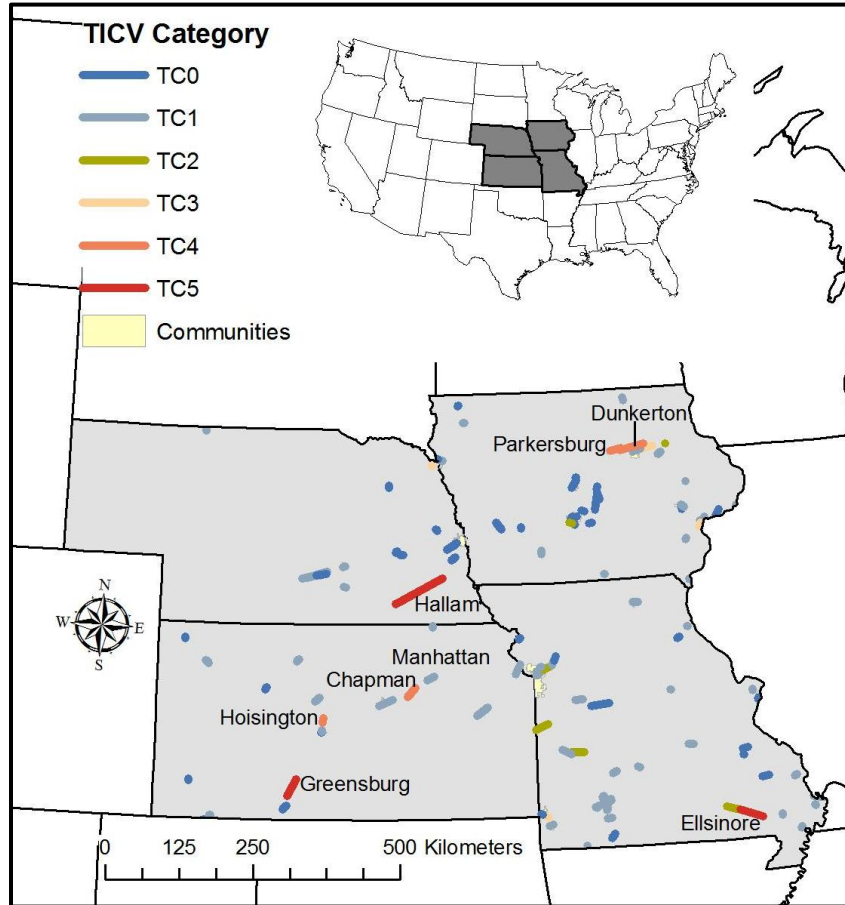 TICV Category
TC0
TC1
TC2
TC3
TC4
TC5
Communities
Dunkerton
Parkersburg
N
W E
S
Hallam
Manhattan
Chapman
Hoisington
Greensburg
Ellsinore
0 125 250 500 Kilometers